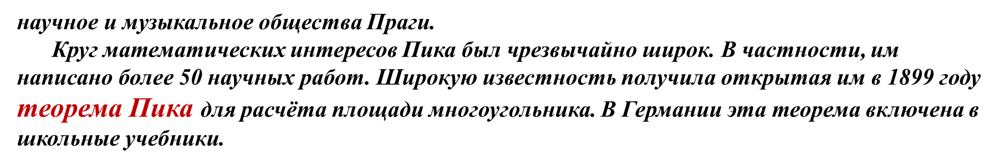 научное и музыкальное общества Праги.
Круг математических интересов Пика был чрезвычайно широк. В частности, им
написано более 50 научных работ. Широкую известность получила открытая им в 1899 году
теорема Пика для расчёта площади многоугольника. В Германии эта теорема включена в
школьные учебники.